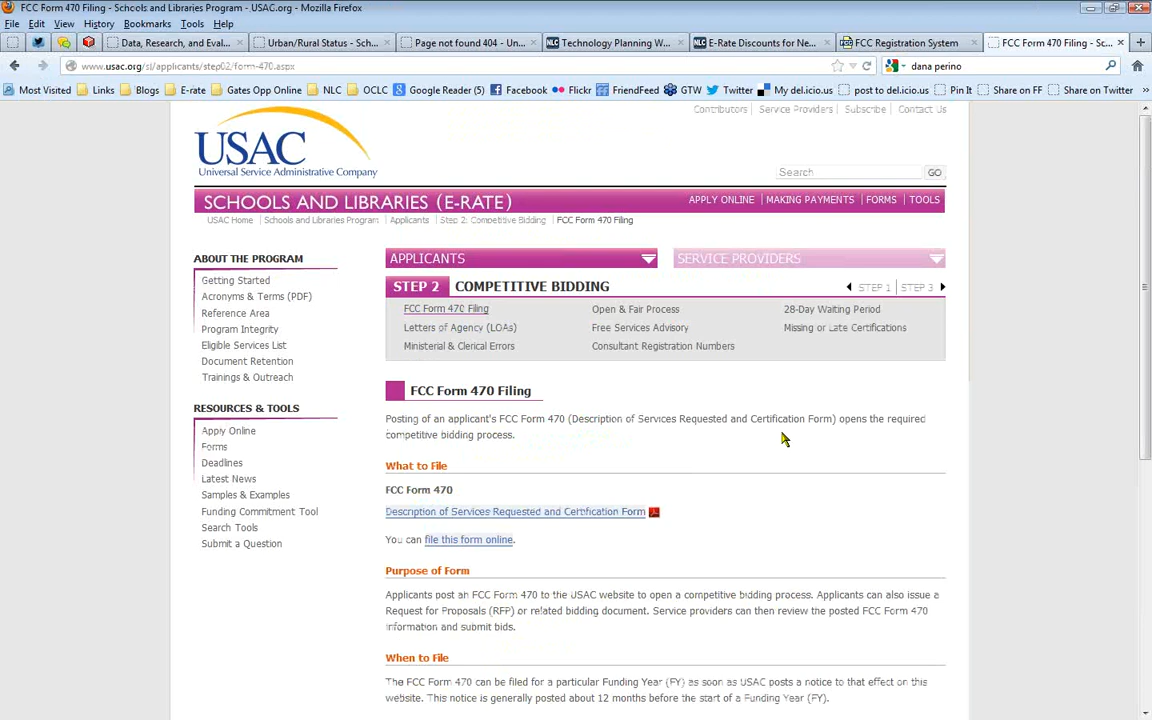 FCC Form 470 Filing - Schools and Libraries Program - USAC.org - Mozilla Firefox
File Edit View History Bookmarks Tools Help
Data, Research, and Eval... Urban/Rural Status - Sch... Page not found 404 - Un... NLC Technology Planning W... NLC E-Rate Discounts for Ne... FCC Registration System FCC Form 470 Filing - Sc...
www.usac.org/sl/applicants/step02/form-470.aspx dana perino
Most Visited Links Blogs E-rate Gates Opp Online NLC OCLC Google Reader (5) Facebook Flickr FriendFeed GTW Twitter My del.icio.us post to del.icio.us Pin It Share on FF Share on Twitter
Contributors Service Providers Subscribe Contact Us
USAC
Universal Service Administrative Company
Search GO
SCHOOLS AND LIBRARIES (E-RATE) APPLY ONLINE | MAKING PAYMENTS | FORMS | TOOLS
USAC Home Schools and Libraries Program Applicants Step 2: Competitive Bidding FCC Form 470 Filing
ABOUT THE PROGRAM
Getting Started
Acronyms & Terms (PDF)
Reference Area
Program Integrity
Eligible Services List
Document Retention
Trainings & Outreach
RESOURCES & TOOLS
Apply Online
Forms
Deadlines
Latest News
Samples & Examples
Funding Commitment Tool
Search Tools
Submit a Question
APPLICANTS SERVICE PROVIDERS
STEP 2 COMPETITIVE BIDDING STEP 1 | STEP 3
FCC Form 470 Filing Open & Fair Process 28-Day Waiting Period
Letters of Agency (LOAs) Free Services Advisory Missing or Late Certifications
Ministerial & Clerical Errors Consultant Registration Numbers
FCC Form 470 Filing
Posting of an applicant's FCC Form 470 (Description of Services Requested and Certification Form) opens the required
competitive bidding process.
What to File
FCC Form 470
Description of Services Requested and Certification Form
You can file this form online.
Purpose of Form
Applicants post an FCC Form 470 to the USAC website to open a competitive bidding process. Applicants can also issue a
Request for Proposals (RFP) or related bidding document. Service providers can then review the posted FCC Form 470
information and submit bids.
When to File
The FCC Form 470 can be filed for a particular Funding Year (FY) as soon as USAC posts a notice to that effect on this
website. This notice is generally posted about 12 months before the start of a Funding Year (FY).